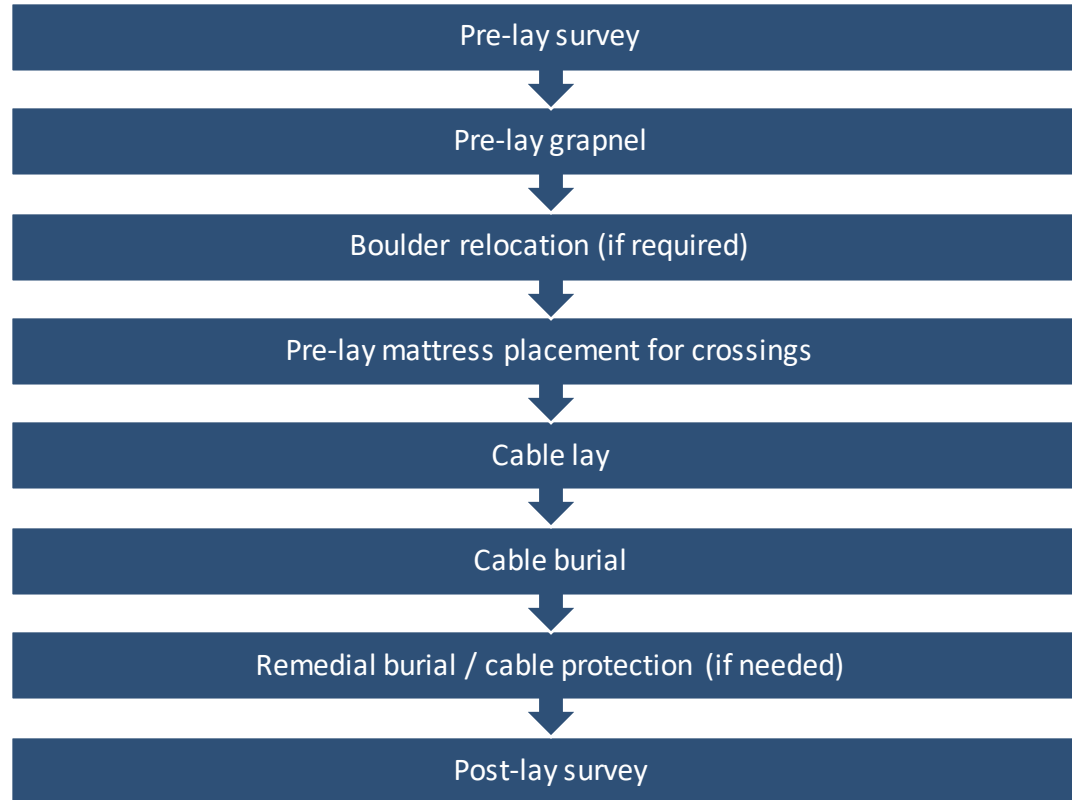 Pre-lay survey
Pre-lay grapnel
Boulder relocation (if required)
Pre-lay mattress placement for crossings
Cable lay
Cable burial
Remedial burial / cable protection (if needed)
Post-lay survey